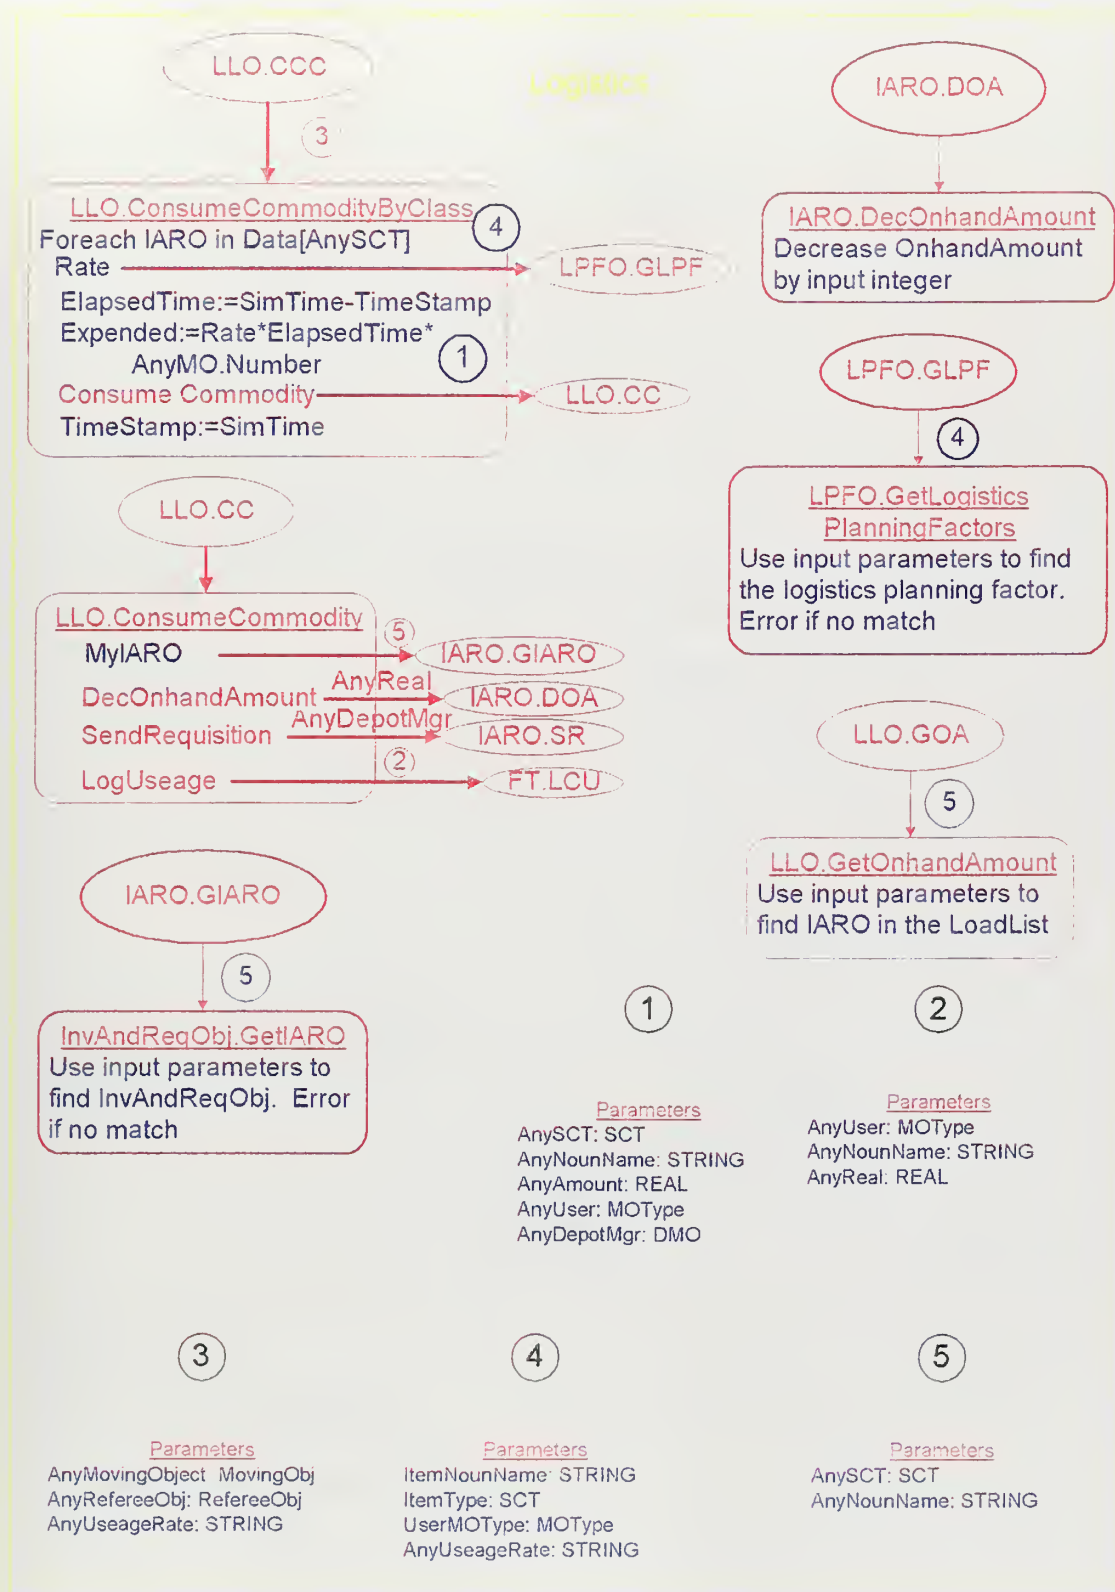 Logistics
LLO.CCC
3
LLO.ConsumeCommodityByClass
4
Foreach IARO in Data[AnySCT]
Rate
LPFO.GLPF
ElapsedTime:=SimTime-TimeStamp
Expended:=Rate*ElapsedTime*
AnyMO.Number
1
Consume Commodity
LLO.CC
TimeStamp:=SimTime
IARO.DOA
IARO.DecOnhandAmount
Decrease OnhandAmount
by input integer
LPFO.GLPF
4
LPFO.GetLogistics
PlanningFactors
Use input parameters to find
the logistics planning factor.
Error if no match
LLO.CC
LLO.ConsumeCommodity
5
MyIARO
IARO.GIARO
DecOnhandAmount
AnyReal
IARO.DOA
SendRequisition
AnyDepotMgr
IARO.SR
2
LogUseage
FT.LCU
LLO.GOA
5
LLO.GetOnhandAmount
Use input parameters to
find IARO in the LoadList
IARO.GIARO
5
InvAndReqObj.GetIARO
Use input parameters to
find InvAndReqObj. Error
if no match
1
Parameters
AnySCT: SCT
AnyNounName: STRING
AnyAmount: REAL
AnyUser: MOType
AnyDepotMgr: DMO
2
Parameters
AnyUser: MOType
AnyNounName: STRING
AnyReal: REAL
3
Parameters
AnyMovingObject MovingObj
AnyRefereeObj: RefereeObj
AnyUseageRate: STRING
4
Parameters
ItemNounName: STRING
ItemType: SCT
UserMOType: MOType
AnyUseageRate: STRING
5
Parameters
AnySCT: SCT
AnyNounName: STRING